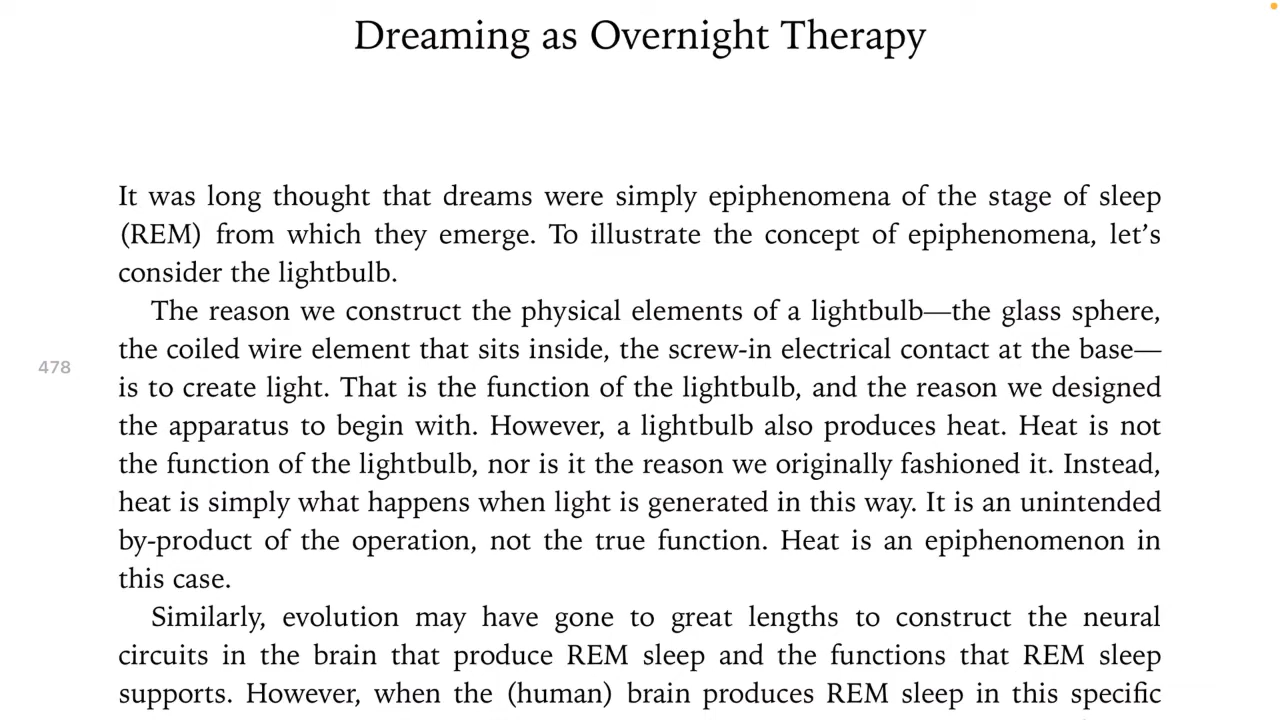 Dreaming as Overnight Therapy
It was long thought that dreams were simply epiphenomena of the stage of sleep
(REM) from which they emerge. To illustrate the concept of epiphenomena, let’s
consider the lightbulb.
The reason we construct the physical elements of a lightbulb—the glass sphere,
the coiled wire element that sits inside, the screw-in electrical contact at the base—
478
is to create light. That is the function of the lightbulb, and the reason we designed
the apparatus to begin with. However, a lightbulb also produces heat. Heat is not
the function of the lightbulb, nor is it the reason we originally fashioned it. Instead,
heat is simply what happens when light is generated in this way. It is an unintended
by-product of the operation, not the true function. Heat is an epiphenomenon in
this case.
Similarly, evolution may have gone to great lengths to construct the neural
circuits in the brain that produce REM sleep and the functions that REM sleep
supports. However, when the (human) brain produces REM sleep in this specific